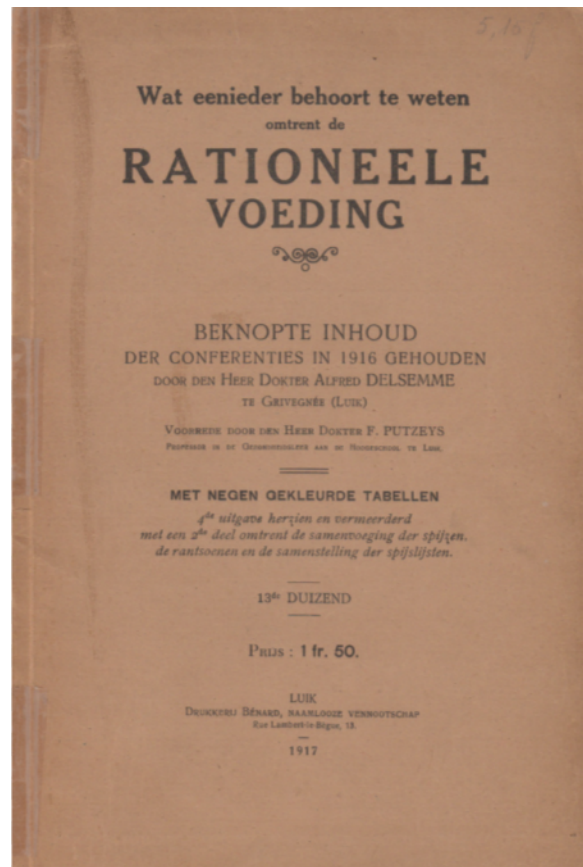 5,10 f
Wat eenieder behoort te weten
omtrent de
RATIONEELE
VOEDING
BEKNOPTE INHOUD
DER CONFERENTIES IN 1916 GEHOUDEN
DOOR DEN HEER DOKTER ALFRED DELSEMME
TE GRIVEGNÉE (LUIK)
VOORREDE DOOR DEN HEER DOKTER F. PUTZEYS
PROFESSOR IN DE GEZONDHEIDSLEER AAN DE HOOGESCHOOL TE LUIK.
MET NEGEN GEKLEURDE TABELLEN
4de uitgave herzien en vermeerderd
met een 2de deel omtrent de samenvoeging der spijzen.
de rantsoenen en de samenstelling der spijslijsten.
13de DUIZEND
PRIJS : 1 fr. 50.
LUIK
DRUKKERIJ BÉNARD, NAAMLOOZE VENNOOTSCHAP
Rue Lambert-le-Bègue, 13.
1917